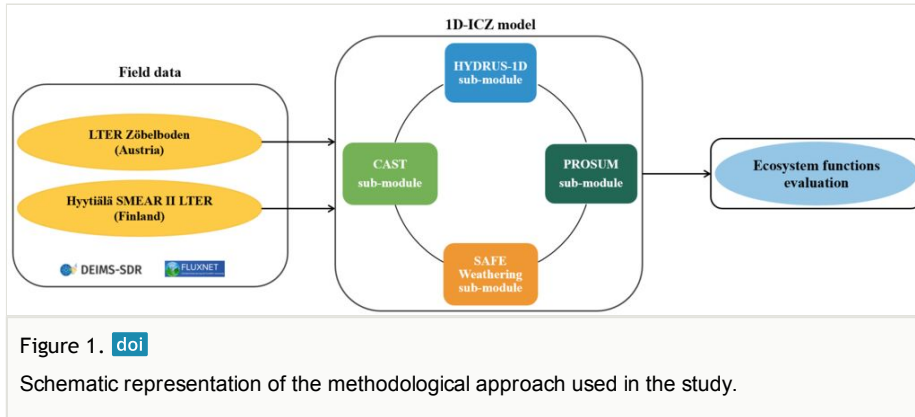 1D-ICZ model
Field data
LTER Zöbelboden
(Austria)
Hyytiälä SMEAR II LTER
(Finland)
DEIMS-SDR
FLUXNET
HYDRUS-1D
sub-module
CAST
sub-module
PROSUM
sub-module
SAFE
Weathering
sub-module
Ecosystem functions
evaluation
Figure 1. doi
Schematic representation of the methodological approach used in the study.